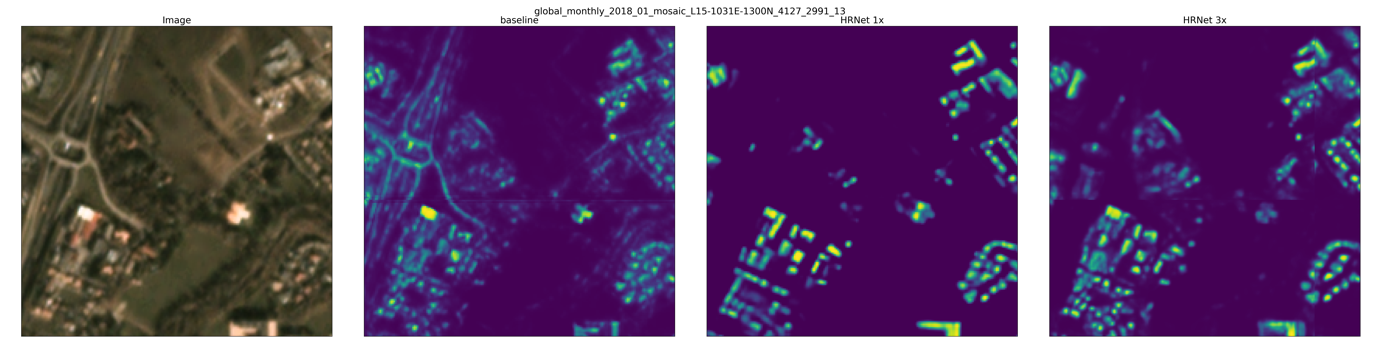 global_monthly_2018_01_mosaic_L15-1031E-1300N_4127_2991_13
Image
baseline
HRNet 1x
HRNet 3x